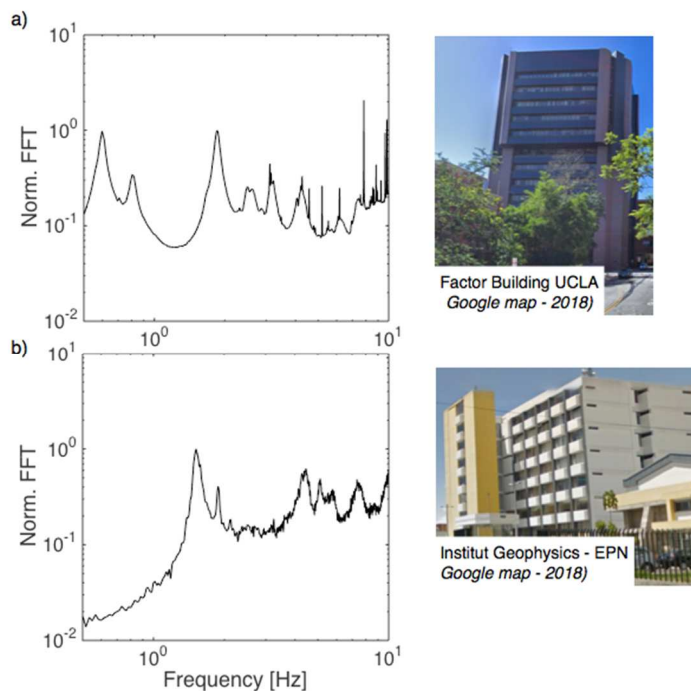 a)
10¹
10⁰
10⁻¹
10⁻²
Norm. FFT
10⁰
10¹
Factor Building UCLA
Google map - 2018)
b)
10¹
10⁰
10⁻¹
10⁻²
Norm. FFT
10⁰
10¹
Frequency [Hz]
Institut Geophysics - EPN
Google map - 2018)